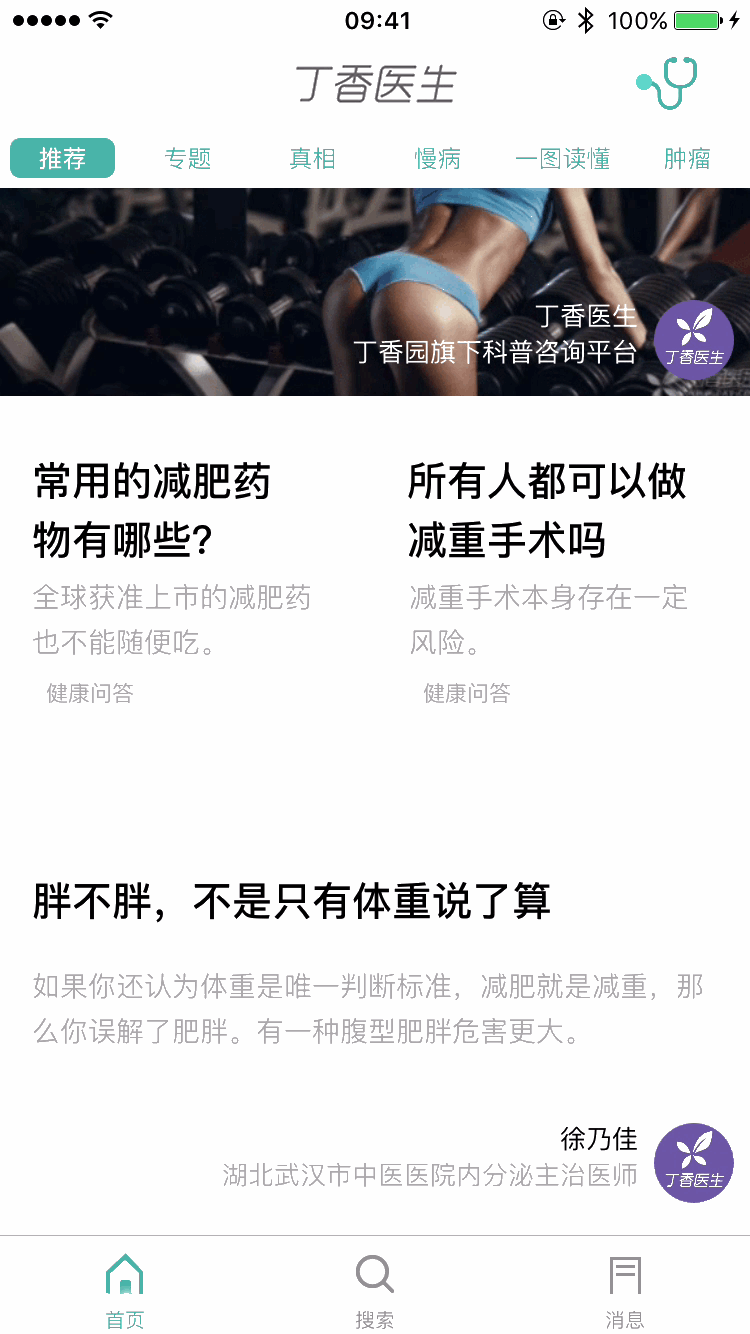 09:41
100%
丁香医生
推荐
专题
真相
慢病
一图读懂
肿瘤
丁香医生
丁香园旗下科普咨询平台
丁香医生
常用的减肥药
物有哪些?
全球获准上市的减肥药
也不能随便吃。
健康问答
所有人都可以做
减重手术吗
减重手术本身存在一定
风险。
健康问答
胖不胖，不是只有体重说了算
如果你还认为体重是唯一判断标准，减肥就是减重，那
么你误解了肥胖。有一种腹型肥胖危害更大。
徐乃佳
湖北武汉市中医医院内分泌主治医师
丁香医生
首页
搜索
消息